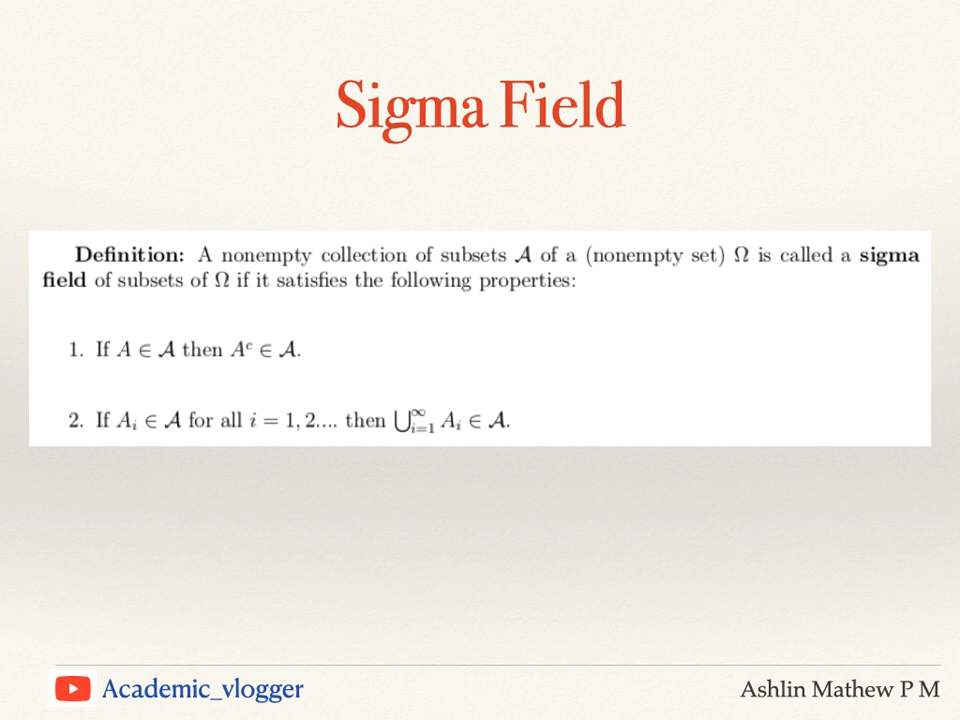 Sigma Field
Definition: A nonempty collection of subsets 𝒜 of a (nonempty set) Ω is called a sigma
field of subsets of Ω if it satisfies the following properties:
1. If A ∈ 𝒜 then Aᶜ ∈ 𝒜.
2. If Aᵢ ∈ 𝒜 for all i = 1, 2.... then ⋃_{i=1}^{∞} Aᵢ ∈ 𝒜.
Academic_vlogger
Ashlin Mathew P M